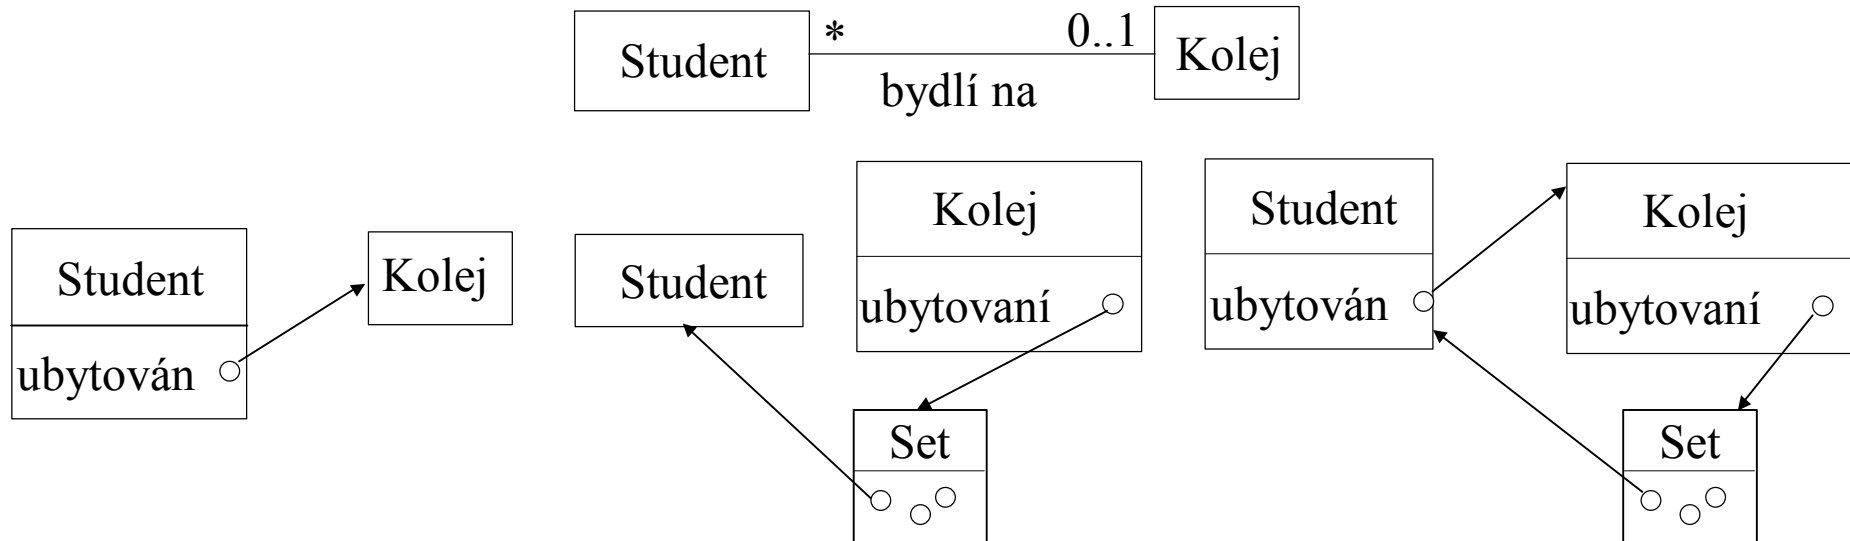 Student * 0..1 Kolej
bydlí na
Student
ubytován
Kolej
Student
Kolej
ubytovaní
Set
Student
ubytován
Kolej
ubytovaní
Set